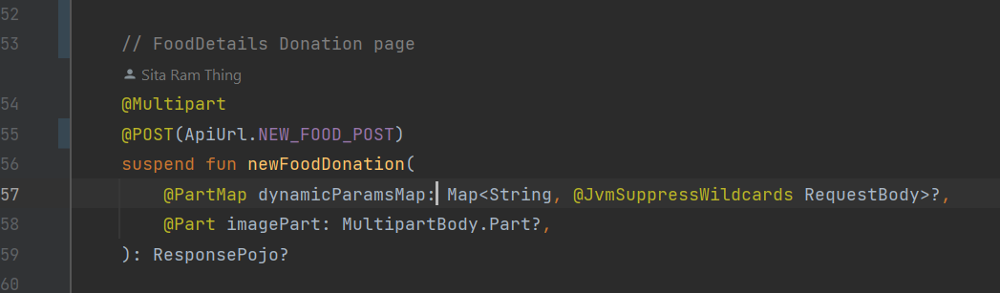 52
53 // FoodDetails Donation page
Sita Ram Thing
54 @Multipart
55 @POST(ApiUrl.NEW_FOOD_POST)
56 suspend fun newFoodDonation(
57 @PartMap dynamicParamsMap: Map<String, @JvmSuppressWildcards RequestBody>?,
58 @Part imagePart: MultipartBody.Part?,
59 ): ResponsePojo?
60